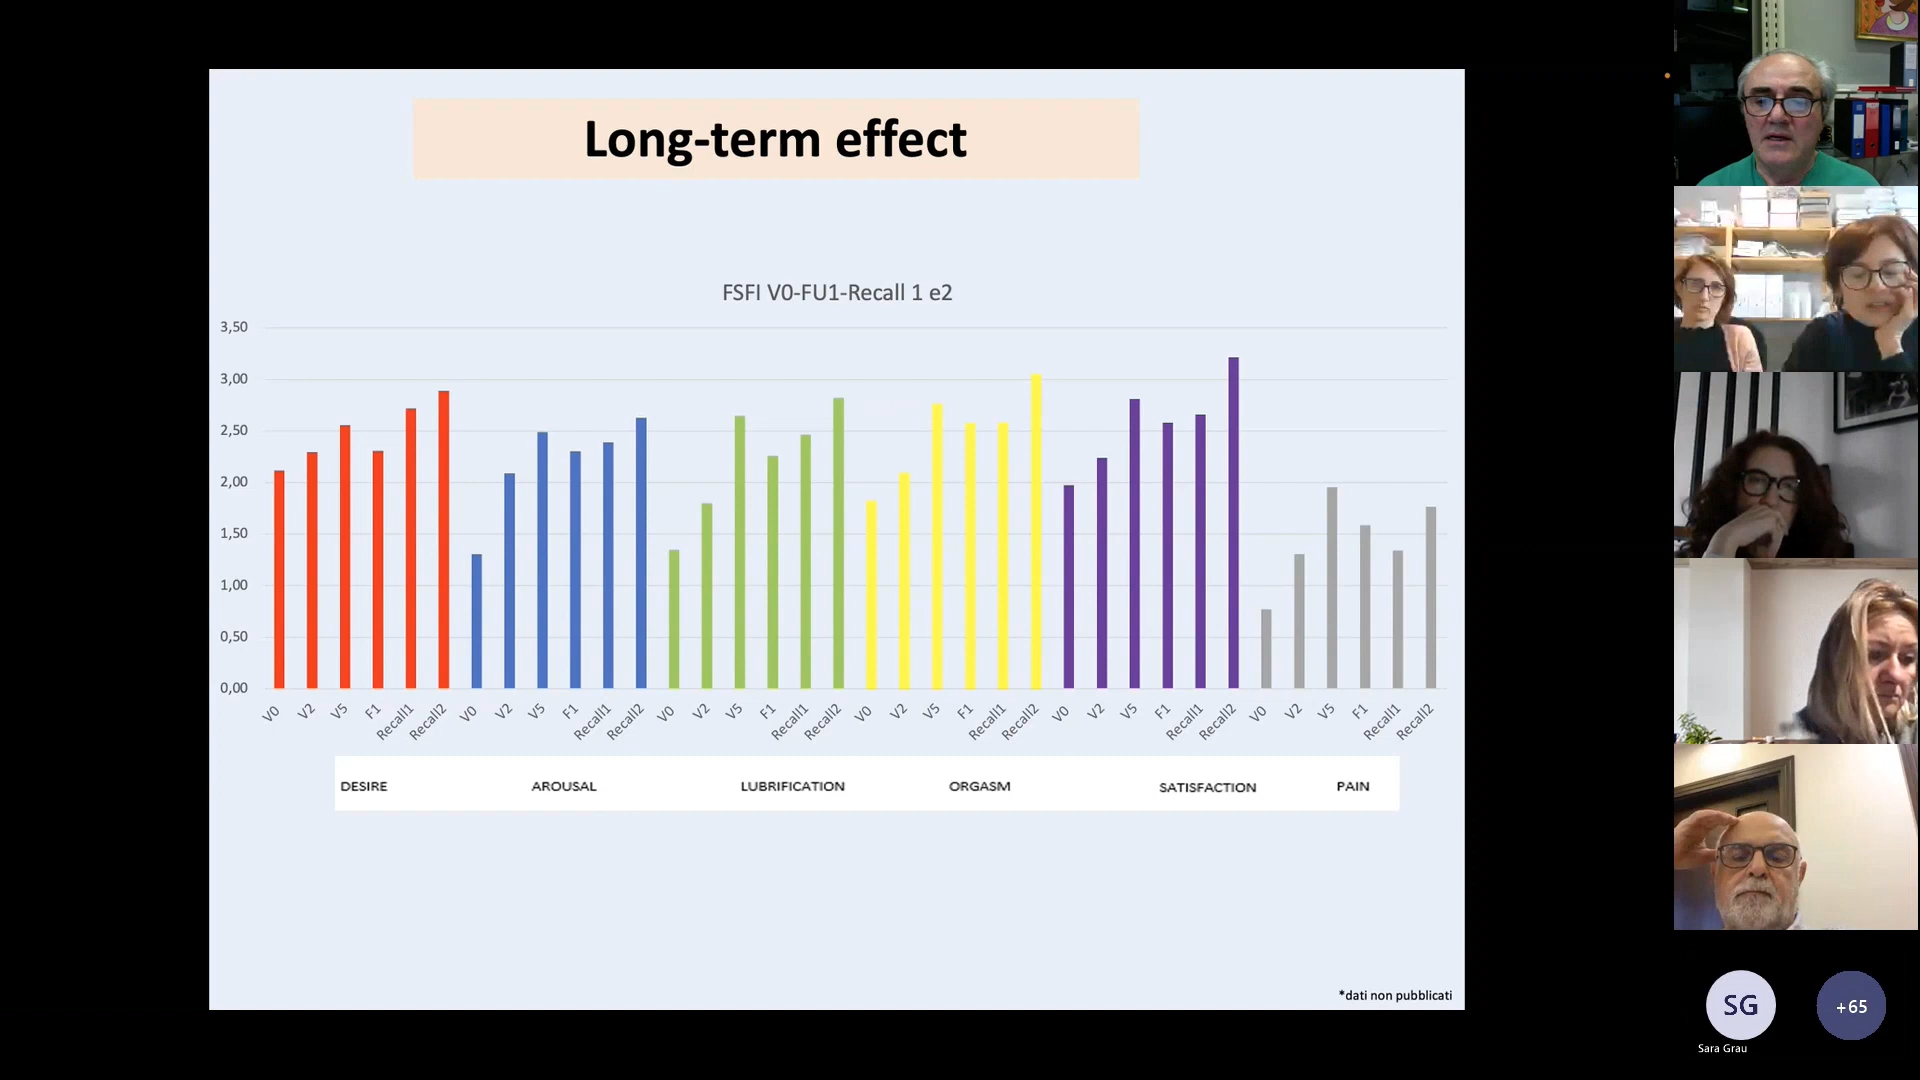 Long-term effect
FSFI V0-FU1-Recall 1 e2
3,50
3,00
2,50
2,00
1,50
1,00
0,50
0,00
V0 V2 V5 F1 Recall1 Recall2 V0 V2 V5 F1 Recall1 Recall2 V0 V2 V5 F1 Recall1 Recall2 V0 V2 V5 F1 Recall1 Recall2 V0 V2 V5 F1 Recall1 Recall2 V0 V2 V5 F1 Recall1 Recall2
DESIRE AROUSAL LUBRIFICATION ORGASM SATISFACTION PAIN
*dati non pubblicati
SG
+65
Sara Grau